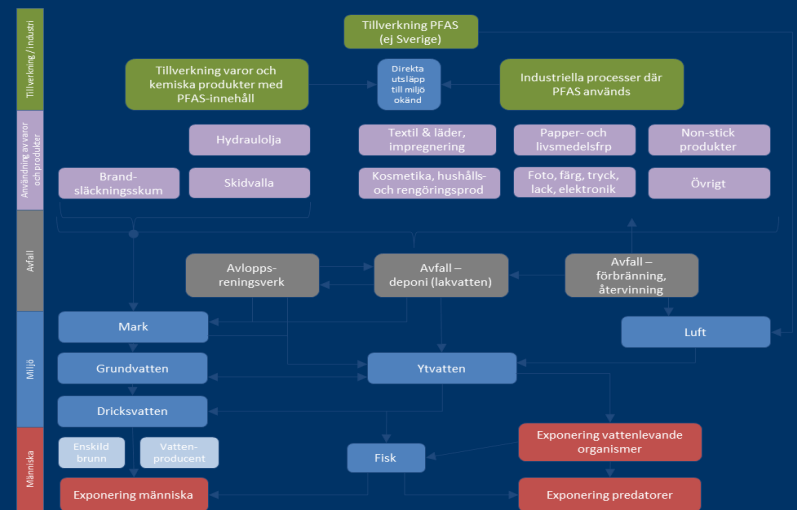 Tillverkning / Industri
Tillverkning PFAS
(ej Sverige)
Tillverkning varor och
kemiska produkter med
PFAS-innehåll
Direkta
utsläpp
till miljö
okänd
Industriella processer där
PFAS används
Användning av varor
och produkter
Hydraulolja
Textil & läder,
impregnering
Papper- och
livsmedelsfrp
Non-stick
produkter
Brand-
släckningsskum
Skidvalla
Kosmetika, hushålls-
och rengöringsprod
Foto, färg, tryck,
lack, elektronik
Övrigt
Avfall
Avlopps-
reningsverk
Avfall –
deponi (lakvatten)
Avfall –
förbränning,
återvinning
Miljö
Mark
Luft
Grundvatten
Ytvatten
Dricksvatten
Människa
Enskild
brunn
Vatten-
producent
Fisk
Exponering vattenlevande
organismer
Exponering människa
Exponering predatorer